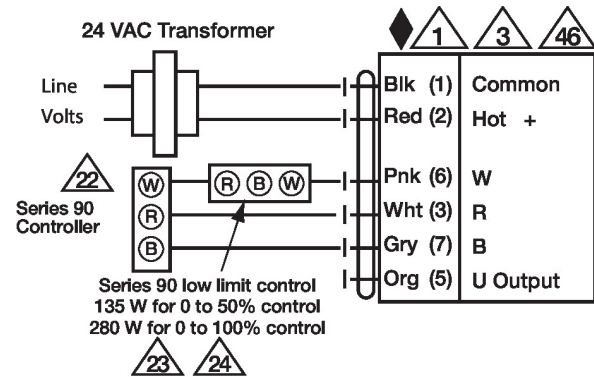 24 VAC Transformer
1 3 46
Line
Volts
Blk (1) Common
Red (2) Hot +
22
Series 90
Controller
W
R
B
R B W
Pnk (6) W
Wht (3) R
Gry (7) B
Org (5) U Output
Series 90 low limit control
135 W for 0 to 50% control
280 W for 0 to 100% control
23 24